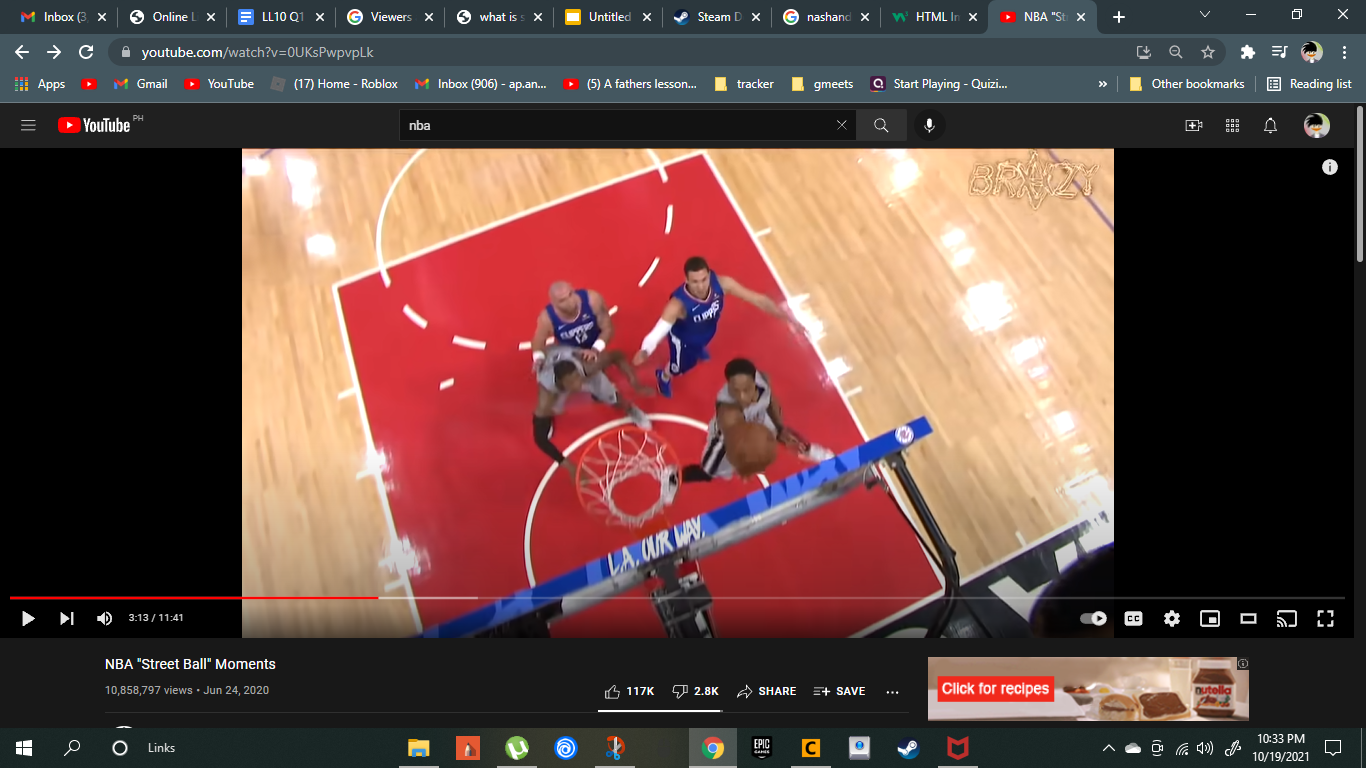 Inbox (3,
Online L
LL10 Q1
Viewers
what is s
Untitled
Steam D
nashand
HTML In
NBA "St
youtube.com/watch?v=0UKsPwpvpLk
Apps
Gmail
YouTube
(17) Home - Roblox
Inbox (906) - ap.an...
(5) A fathers lesson...
tracker
gmeets
Start Playing - Quizi...
»
Other bookmarks
Reading list
YouTube PH
nba
BRNXZY
CLIPPERS
CLIPPERS
L.A. OUR WAY.
3:13 / 11:41
CC
NBA "Street Ball" Moments
10,858,797 views • Jun 24, 2020
117K
2.8K
SHARE
SAVE
...
Click for recipes
nutella
Links
EPIC
GAMES
10:33 PM
10/19/2021